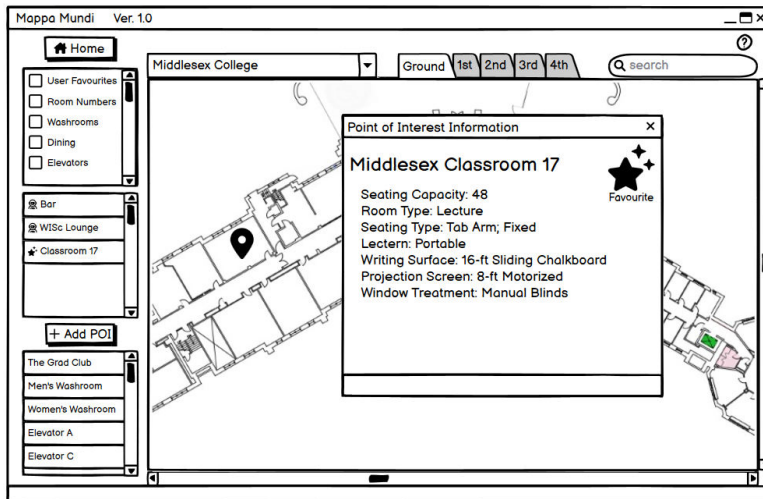 Mappa Mundi Ver. 1.0
Home
Middlesex College
Ground 1st 2nd 3rd 4th
search
User Favourites
Room Numbers
Washrooms
Dining
Elevators
Bar
WISc Lounge
Classroom 17
+ Add POI
The Grad Club
Men's Washroom
Women's Washroom
Elevator A
Elevator C
Point of Interest Information
Middlesex Classroom 17
Favourite
Seating Capacity: 48
Room Type: Lecture
Seating Type: Tab Arm; Fixed
Lectern: Portable
Writing Surface: 16-ft Sliding Chalkboard
Projection Screen: 8-ft Motorized
Window Treatment: Manual Blinds